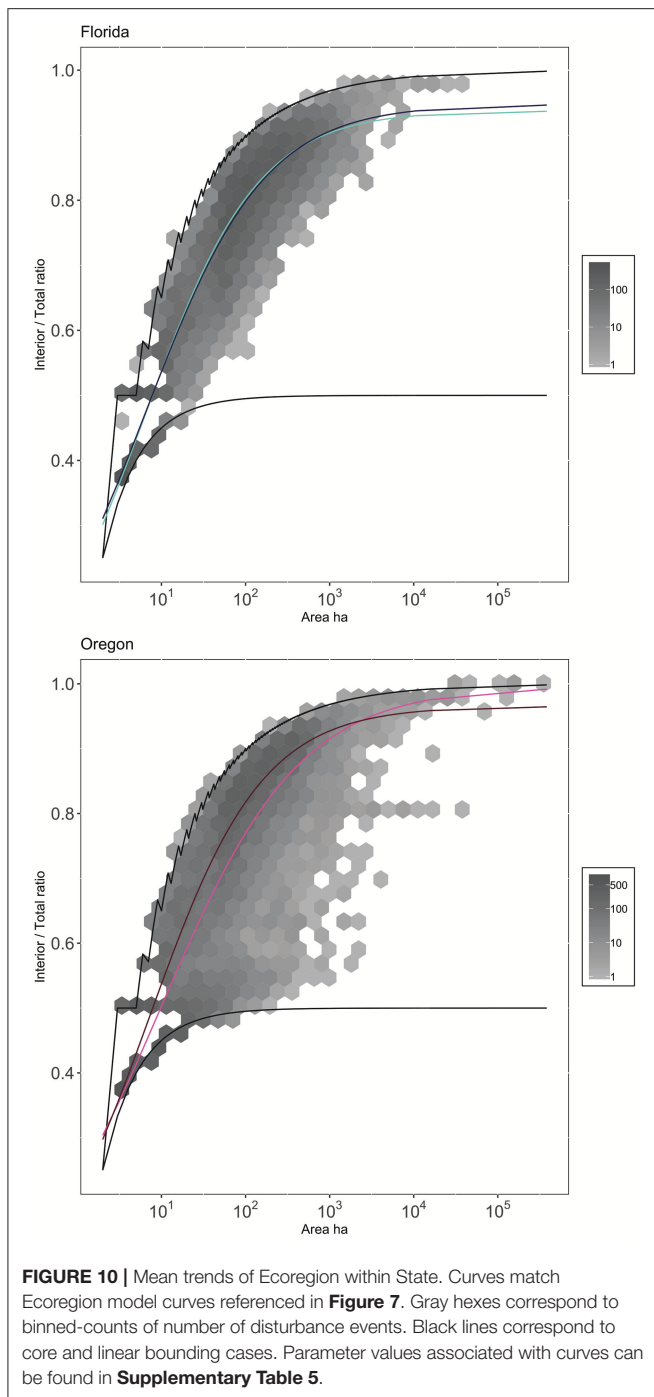 Florida
1.0
0.8
0.6
0.4
Interior / Total ratio
10¹ 10² 10³ 10⁴ 10⁵
Area ha
100
10
1
Oregon
1.0
0.8
0.6
0.4
Interior / Total ratio
10¹ 10² 10³ 10⁴ 10⁵
Area ha
500
100
10
1
FIGURE 10 | Mean trends of Ecoregion within State. Curves match
Ecoregion model curves referenced in Figure 7. Gray hexes correspond to
binned-counts of number of disturbance events. Black lines correspond to
core and linear bounding cases. Parameter values associated with curves can
be found in Supplementary Table 5.